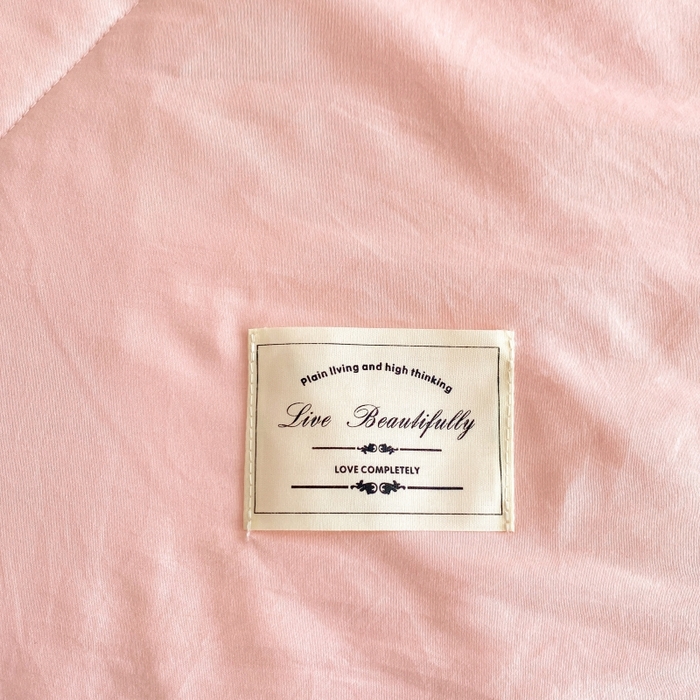 Plain living and high thinking
Live Beautifully
LOVE COMPLETELY